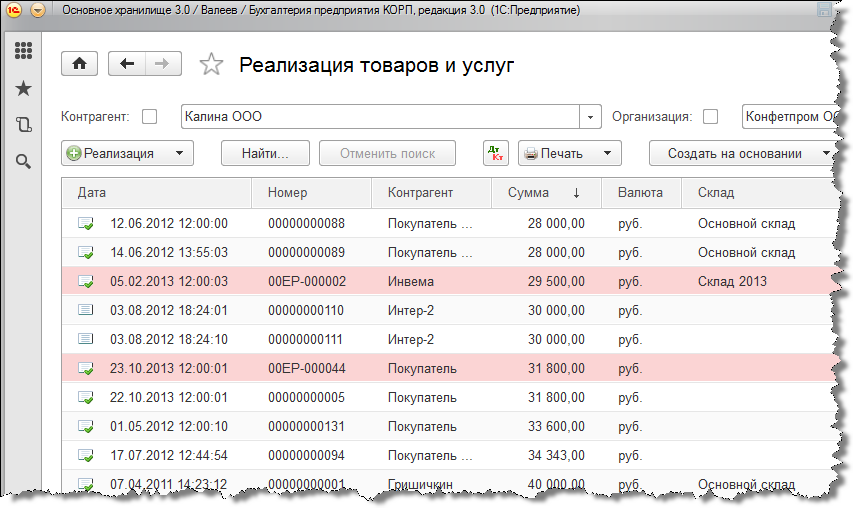 1С Основное хранилище 3.0 / Валеев / Бухгалтерия предприятия КОРП, редакция 3.0 (1С:Предприятие)
Реализация товаров и услуг
Контрагент: Калина ООО Организация: Конфетпром
Реализация Найти... Отменить поиск Дт Кт Печать Создать на основании
Дата Номер Контрагент Сумма ↓ Валюта Склад
12.06.2012 12:00:00 00000000088 Покупатель ... 28 000,00 руб. Основной склад
14.06.2012 13:55:03 00000000089 Покупатель ... 28 000,00 руб. Основной склад
05.02.2013 12:00:03 00ЕР-000002 Инвема 29 500,00 руб. Склад 2013
03.08.2012 18:24:01 00000000110 Интер-2 30 000,00 руб.
03.08.2012 18:24:10 00000000111 Интер-2 30 000,00 руб.
23.10.2013 12:00:01 00ЕР-000044 Покупатель 31 800,00 руб.
22.10.2013 12:00:01 00000000005 Покупатель 31 800,00 руб.
01.05.2012 12:00:10 00000000131 Покупатель 33 600,00 руб.
17.07.2012 12:44:54 00000000094 Покупатель ... 34 343,00 руб.
07.04.2011 14:23:12 00000000001 Гришичкин 40 000,00 руб. Основной склад